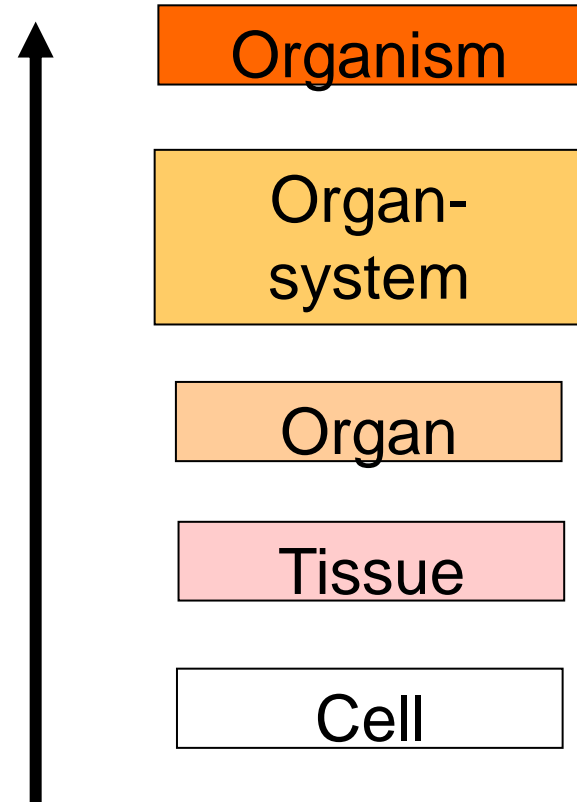 Organism
Organ-
system
Organ
Tissue
Cell